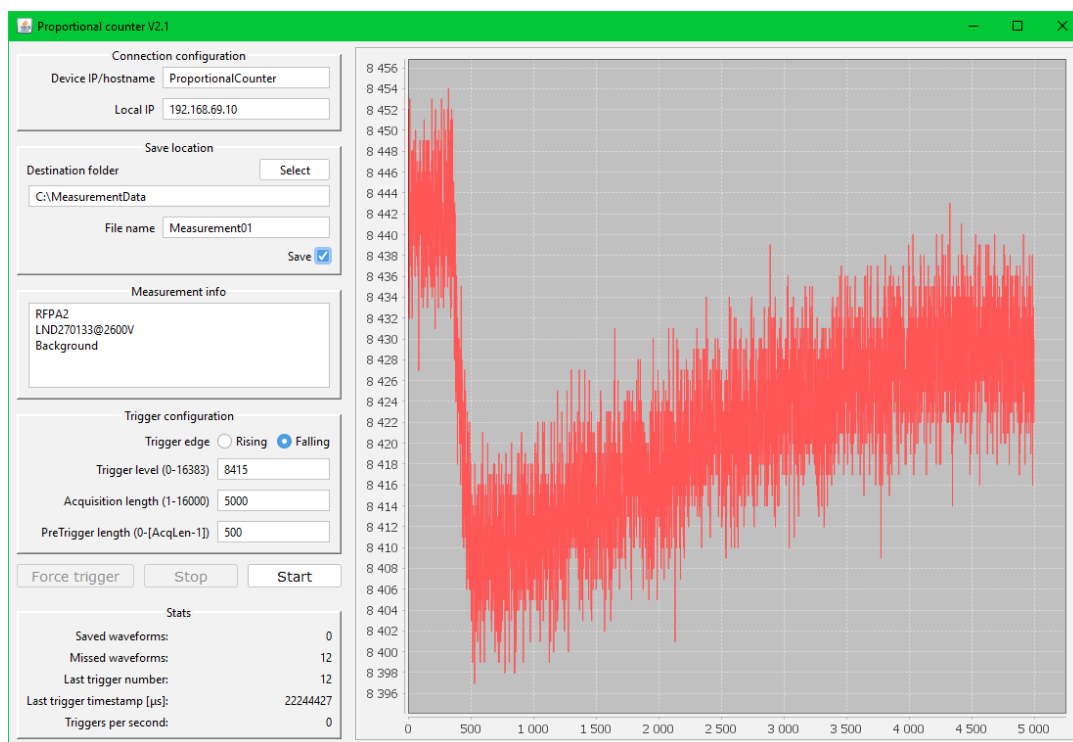 Proportional counter V2.1
Connection configuration
Device IP/hostname ProportionalCounter
Local IP 192.168.69.10
Save location
Destination folder Select
C:\MeasurementData
File name Measurement01
Save
Measurement info
RFPA2
LND270133@2600V
Background
Trigger configuration
Trigger edge Rising Falling
Trigger level (0-16383) 8415
Acquisition length (1-16000) 5000
PreTrigger length (0-[AcqLen-1]) 500
Force trigger Stop Start
Stats
Saved waveforms: 0
Missed waveforms: 12
Last trigger number: 12
Last trigger timestamp [µs]: 22244427
Triggers per second: 0
8 456
8 454
8 452
8 450
8 448
8 446
8 444
8 442
8 440
8 438
8 436
8 434
8 432
8 430
8 428
8 426
8 424
8 422
8 420
8 418
8 416
8 414
8 412
8 410
8 408
8 406
8 404
8 402
8 400
8 398
8 396
0 500 1 000 1 500 2 000 2 500 3 000 3 500 4 000 4 500 5 000